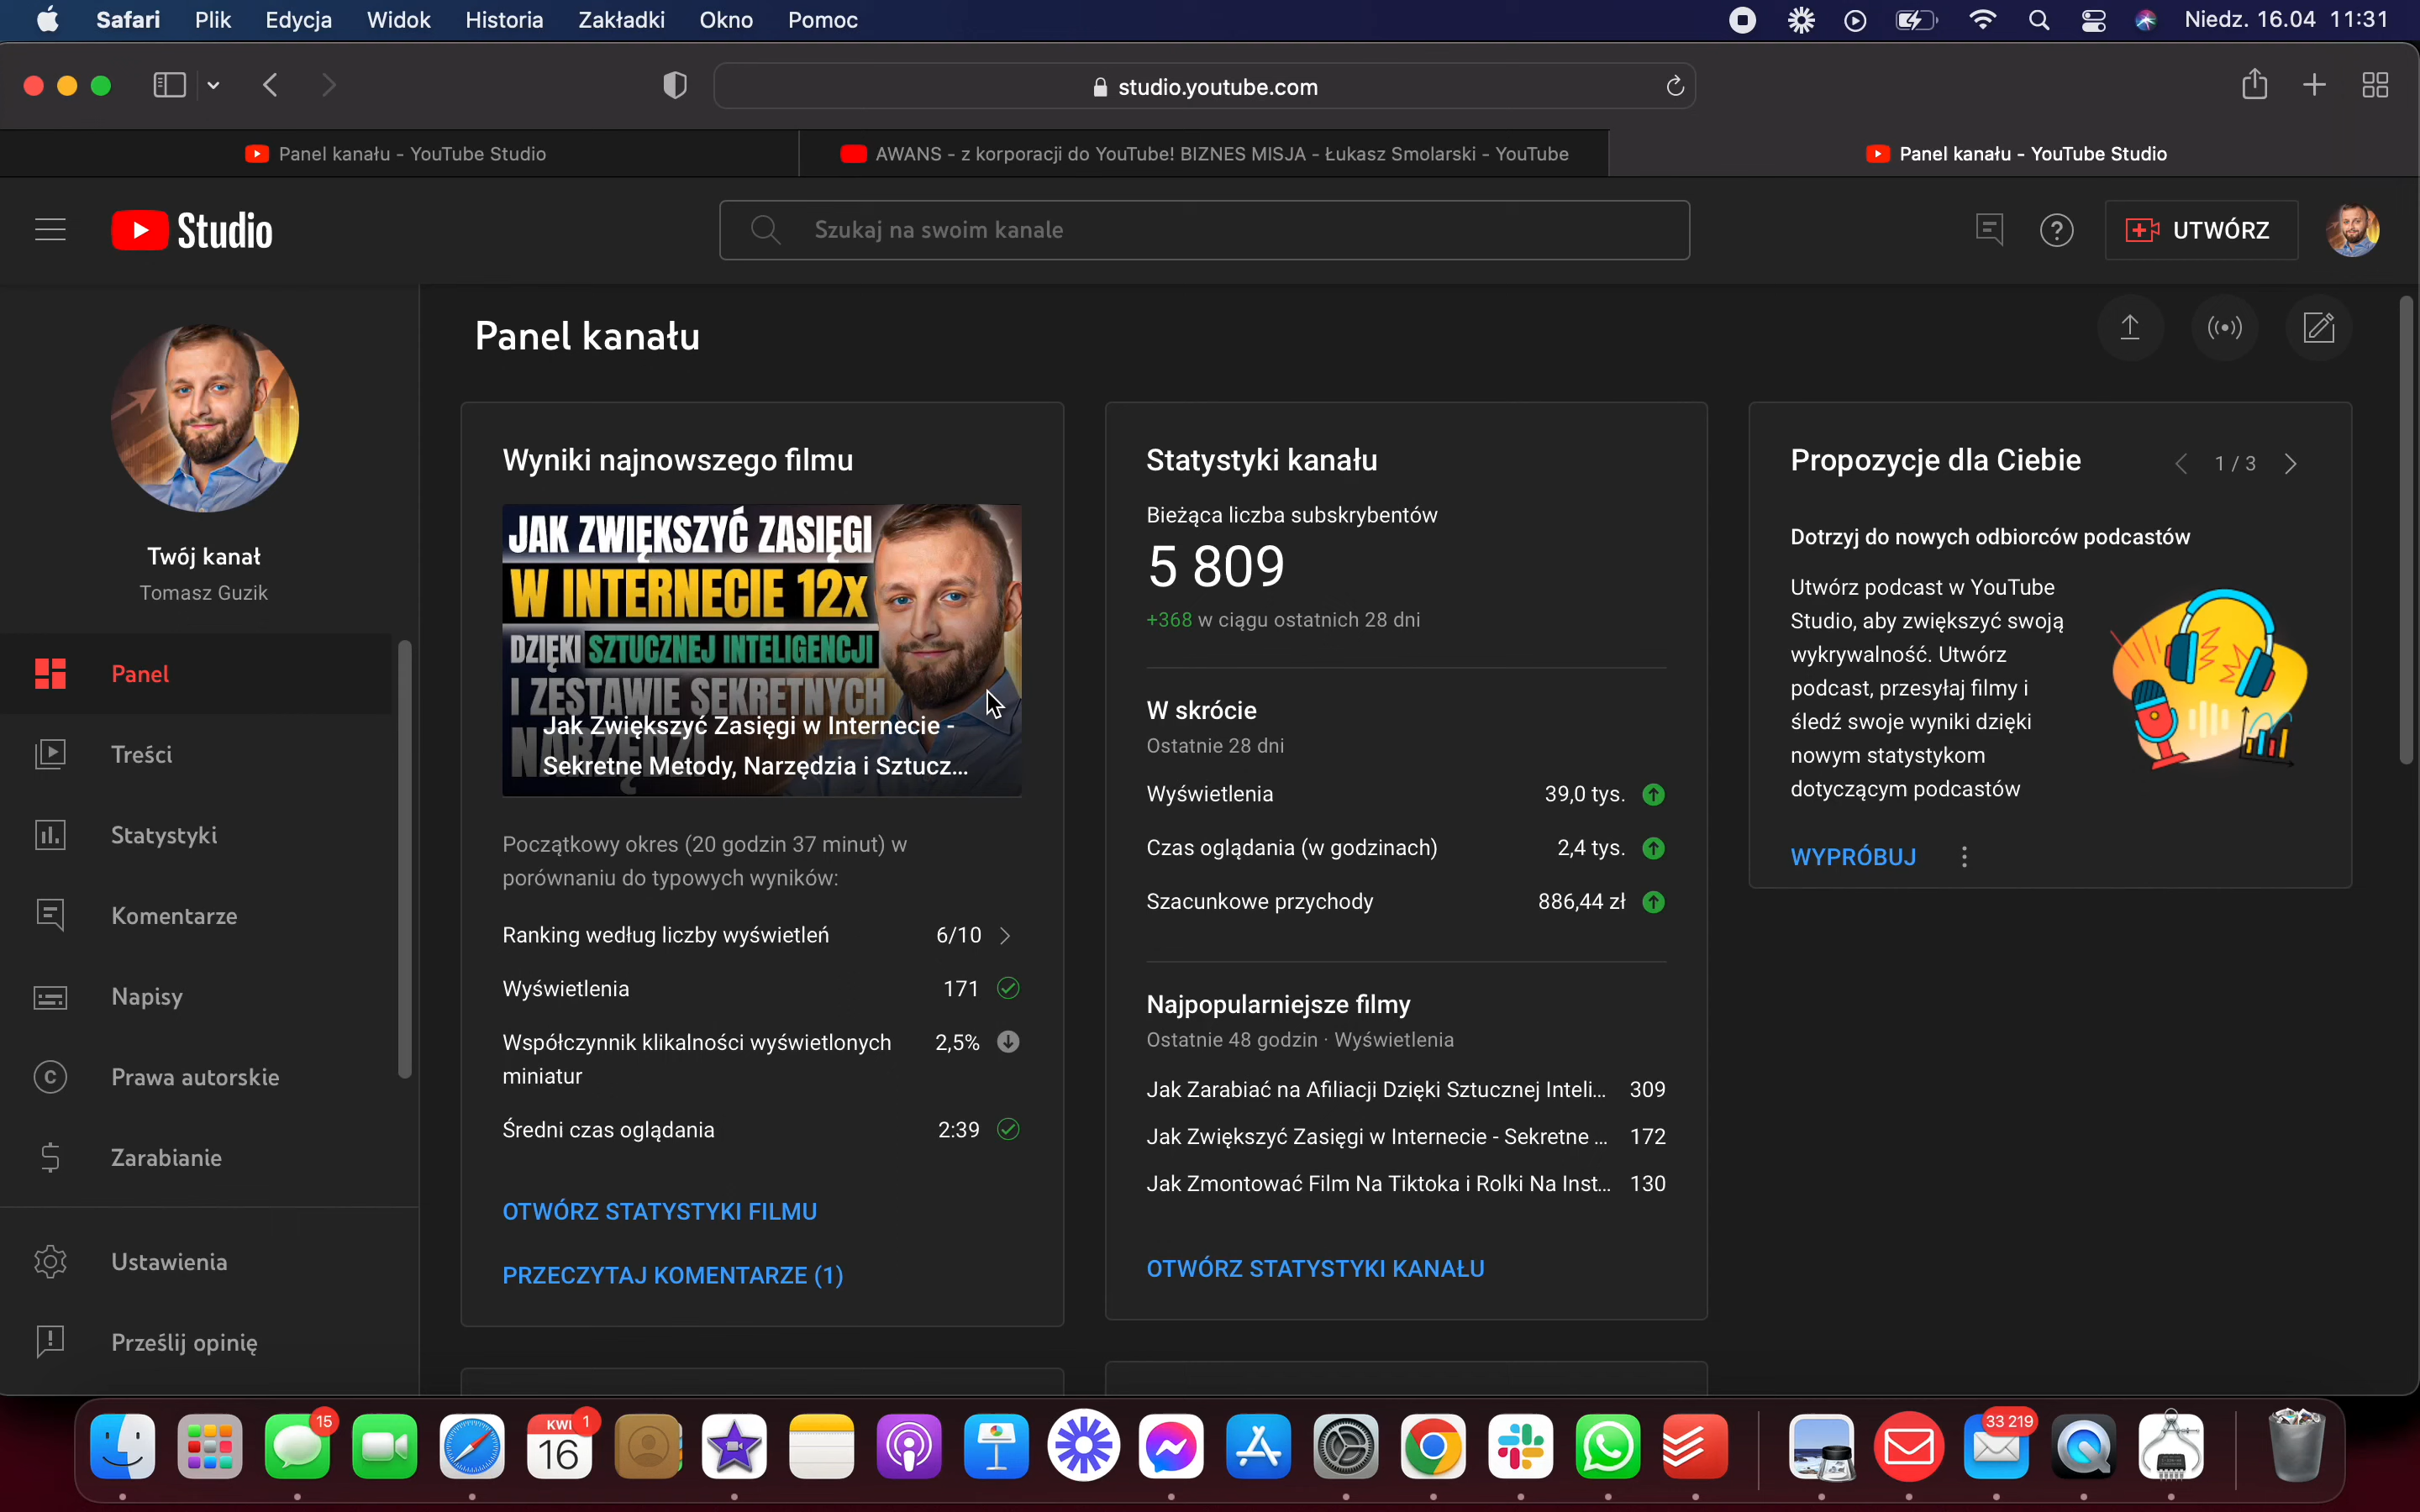 Safari Plik Edycja Widok Historia Zakładki Okno Pomoc Niedz. 16.04 11:31
studio.youtube.com
Panel kanału - YouTube Studio
AWANS - z korporacji do YouTube! BIZNES MISJA - Łukasz Smolarski - YouTube
Panel kanału - YouTube Studio
Studio
Szukaj na swoim kanale
UTWÓRZ
Twój kanał
Tomasz Guzik
Panel
Treści
Statystyki
Komentarze
Napisy
Prawa autorskie
Zarabianie
Ustawienia
Prześlij opinię
Panel kanału
Wyniki najnowszego filmu
JAK ZWIĘKSZYĆ ZASIĘGI
W INTERNECIE 12x
DZIĘKI SZTUCZNEJ INTELIGENCJI
I ZESTAWIE SEKRETNYCH
NARZĘDZI
Jak Zwiększyć Zasięgi w Internecie -
Sekretne Metody, Narzędzia i Sztucz...
Początkowy okres (20 godzin 37 minut) w
porównaniu do typowych wyników:
Ranking według liczby wyświetleń 6/10
Wyświetlenia 171
Współczynnik klikalności wyświetlonych 2,5%
miniatur
Średni czas oglądania 2:39
OTWÓRZ STATYSTYKI FILMU
PRZECZYTAJ KOMENTARZE (1)
Statystyki kanału
Bieżąca liczba subskrybentów
5 809
+368 w ciągu ostatnich 28 dni
W skrócie
Ostatnie 28 dni
Wyświetlenia 39,0 tys.
Czas oglądania (w godzinach) 2,4 tys.
Szacunkowe przychody 886,44 zł
Najpopularniejsze filmy
Ostatnie 48 godzin · Wyświetlenia
Jak Zarabiać na Afiliacji Dzięki Sztucznej Inteli... 309
Jak Zwiększyć Zasięgi w Internecie - Sekretne ... 172
Jak Zmontować Film Na Tiktoka i Rolki Na Inst... 130
OTWÓRZ STATYSTYKI KANAŁU
Propozycje dla Ciebie 1 / 3
Dotrzyj do nowych odbiorców podcastów
Utwórz podcast w YouTube
Studio, aby zwiększyć swoją
wykrywalność. Utwórz
podcast, przesyłaj filmy i
śledź swoje wyniki dzięki
nowym statystykom
dotyczącym podcastów
WYPRÓBUJ
15
KWI 1
16
33 219